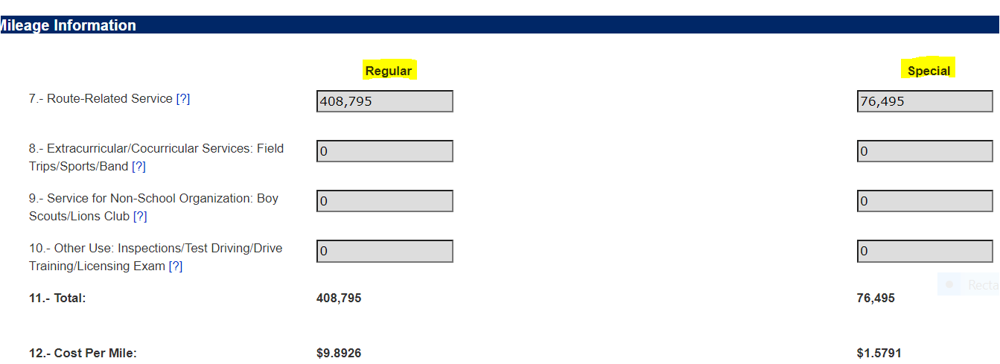 Mileage Information
Regular Special
7.- Route-Related Service [?] 408,795 76,495
8.- Extracurricular/Cocurricular Services: Field
Trips/Sports/Band [?] 0 0
9.- Service for Non-School Organization: Boy
Scouts/Lions Club [?] 0 0
10.- Other Use: Inspections/Test Driving/Drive
Training/Licensing Exam [?] 0 0
Recta
11.- Total: 408,795 76,495
12.- Cost Per Mile: $9.8926 $1.5791